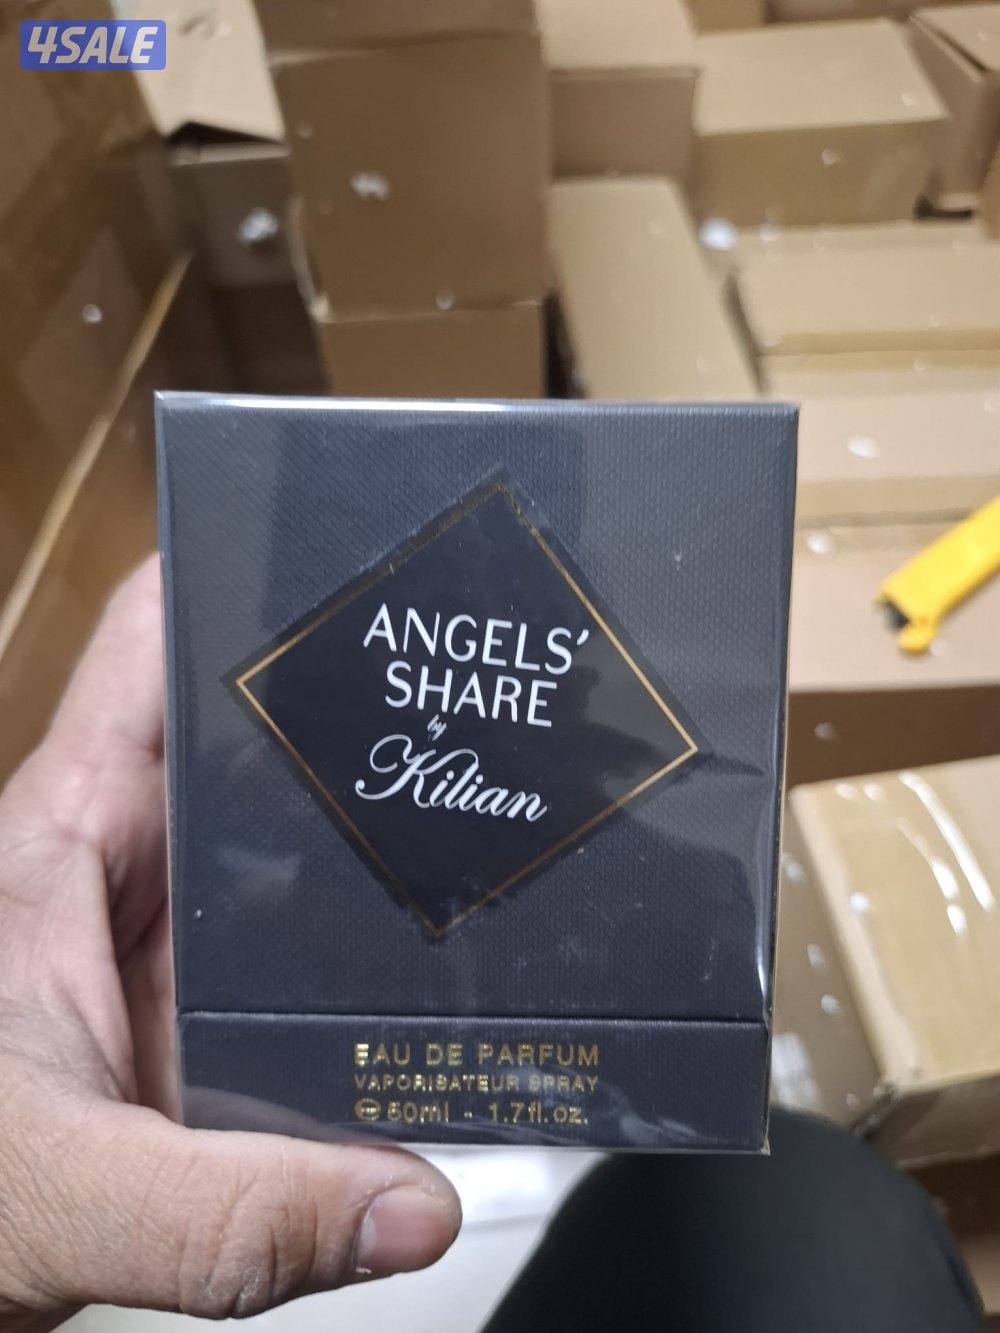 4SALE
ANGELS'
SHARE
by
Kilian
EAU DE PARFUM
VAPORISATEUR SPRAY
50ml - 1.7fl.oz.